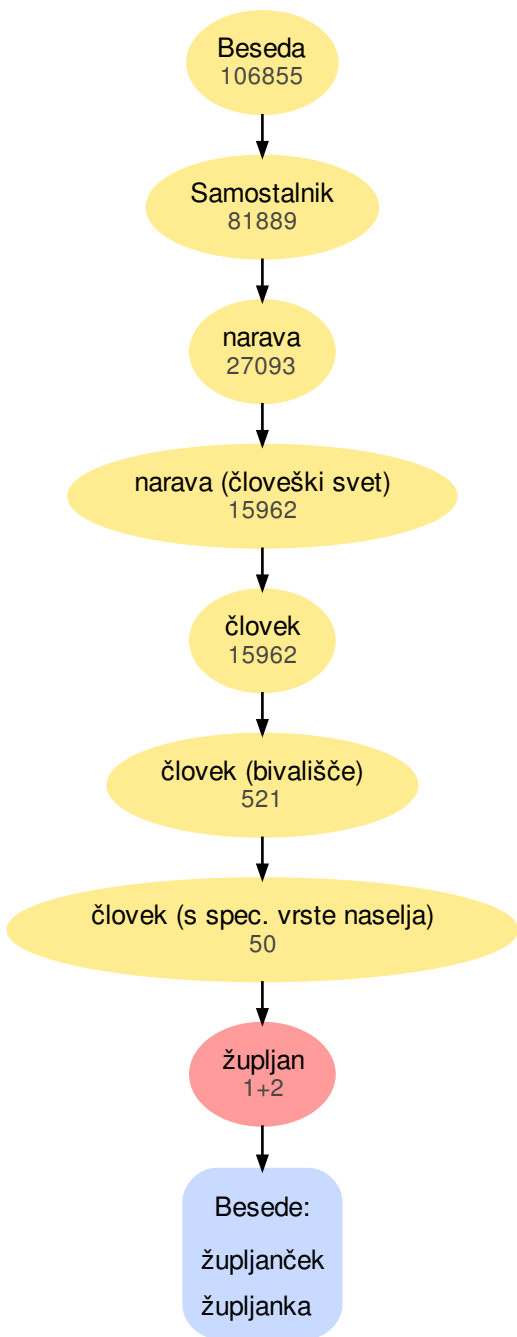 Beseda
106855
Samostalnik
81889
narava
27093
narava (človeški svet)
15962
človek
15962
človek (bivališče)
521
človek (s spec. vrste naselja)
50
župljan
1+2
Besede:
župljanček
župljanka